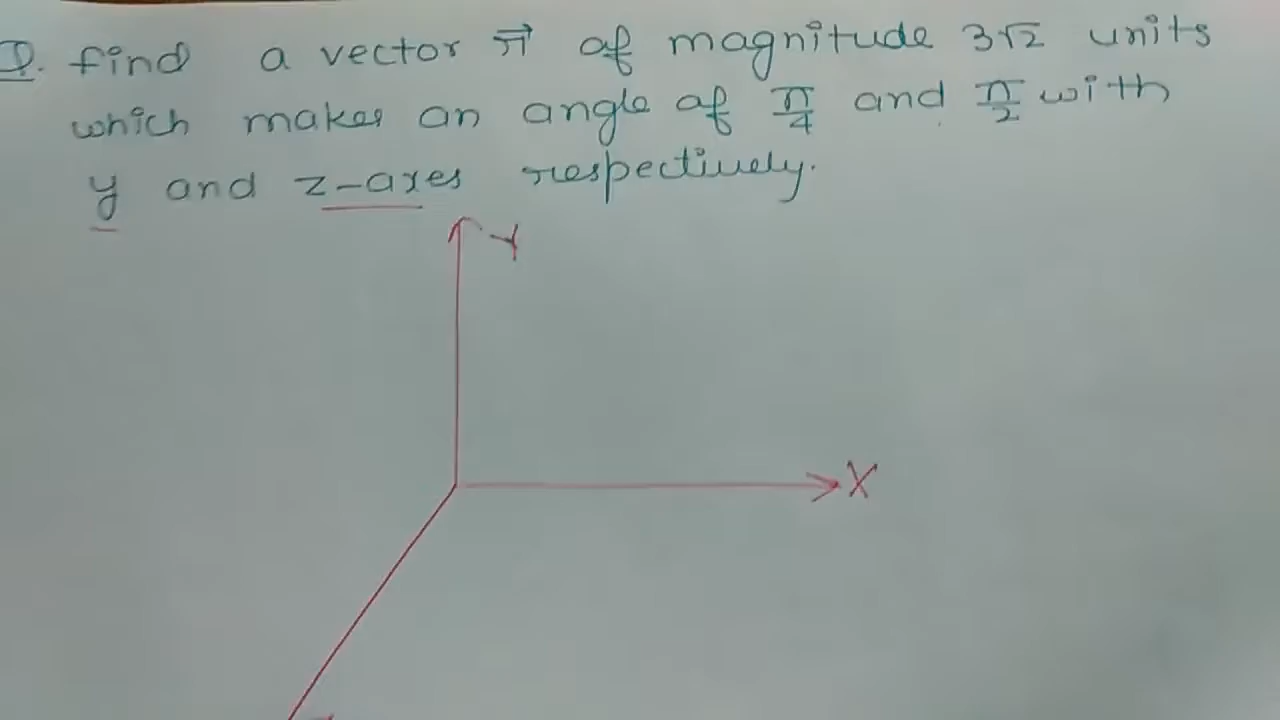 Q. find a vector r⃗ of magnitude 3√2 units
which makes an angle of π/4 and π/2 with
y and z-axes respectively.
Y
X